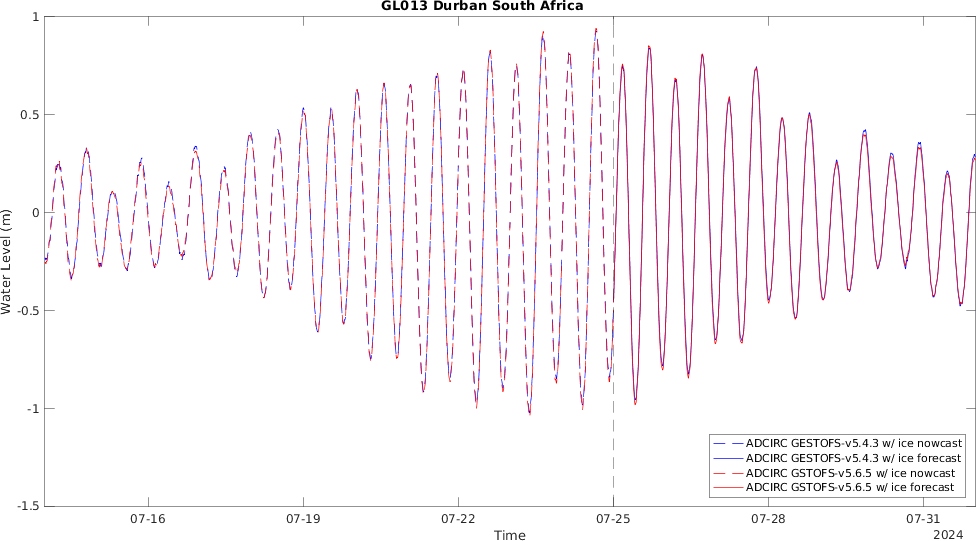 GL013 Durban South Africa
1
0.5
0
-0.5
-1
-1.5
Water Level (m)
07-16
07-19
07-22
07-25
07-28
07-31
Time
2024
ADCIRC GESTOFS-v5.4.3 w/ ice nowcast
ADCIRC GESTOFS-v5.4.3 w/ ice forecast
ADCIRC GSTOFS-v5.6.5 w/ ice nowcast
ADCIRC GSTOFS-v5.6.5 w/ ice forecast